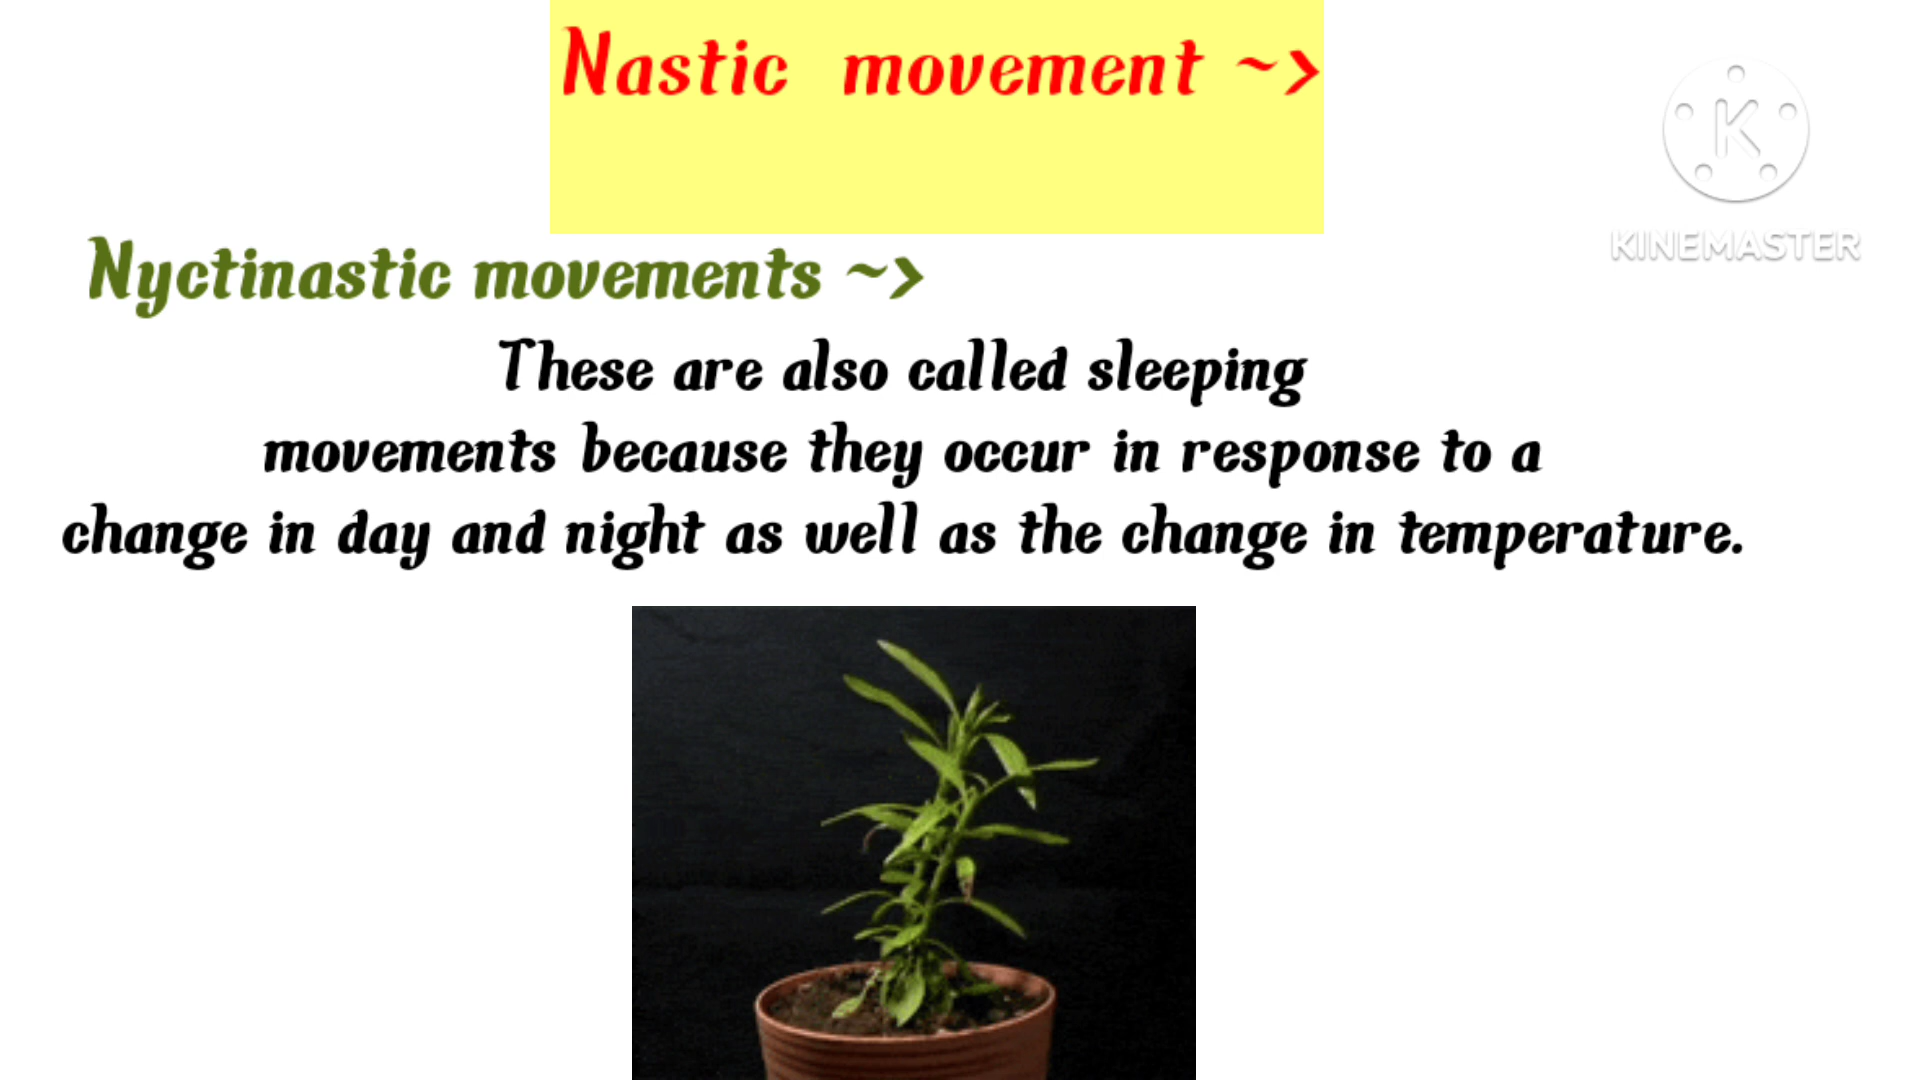 Nastic movement ~>
K
KINEMASTER
Nyctinastic movements ~>
These are also called sleeping
movements because they occur in response to a
change in day and night as well as the change in temperature.